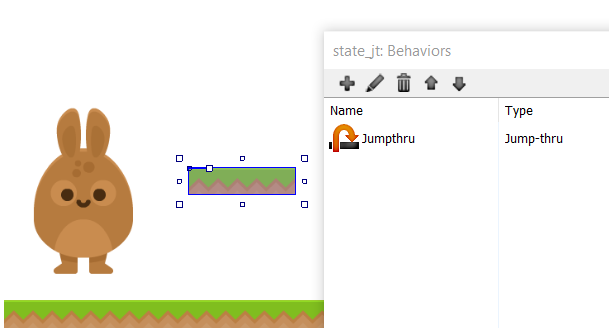 state_jt: Behaviors
Name Type
Jumpthru Jump-thru